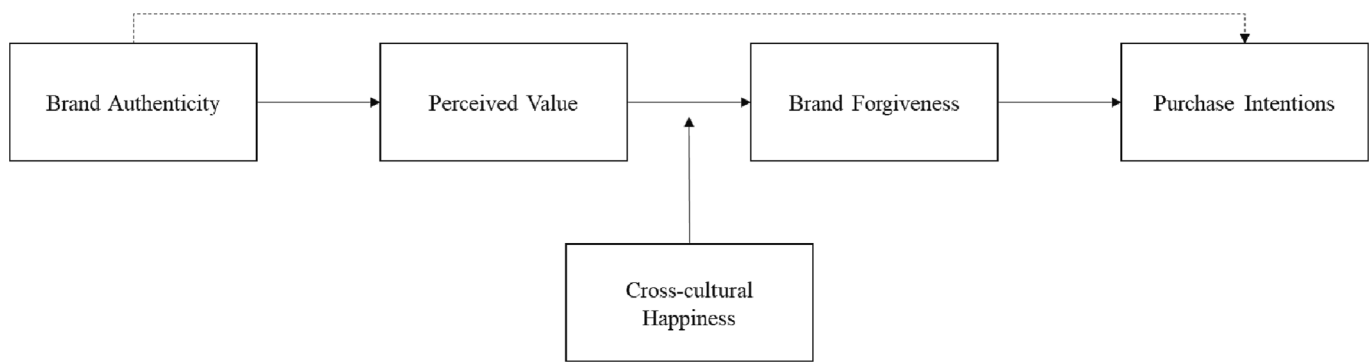 Brand Authenticity
Perceived Value
Brand Forgiveness
Purchase Intentions
Cross-cultural
Happiness